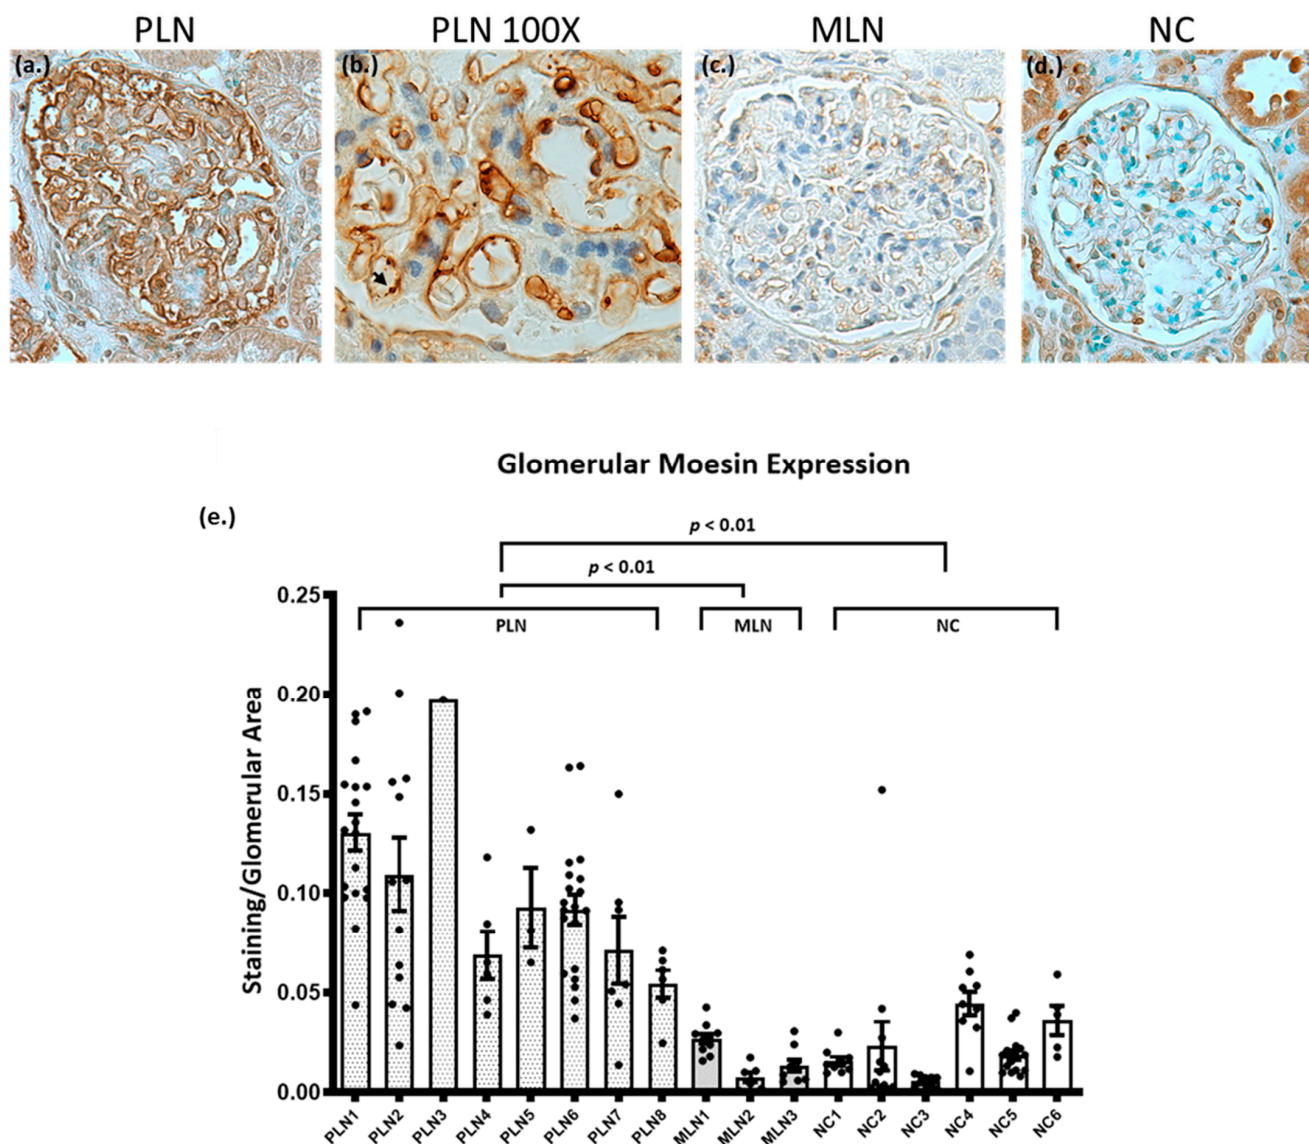 PLN PLN 100X MLN NC
(a.) (b.) (c.) (d.)
Glomerular Moesin Expression
(e.)
p < 0.01
p < 0.01
PLN MLN NC
Staining/Glomerular Area
0.25
0.20
0.15
0.10
0.05
0.00
PLN1 PLN2 PLN3 PLN4 PLN5 PLN6 PLN7 PLN8 MLN1 MLN2 MLN3 NC1 NC2 NC3 NC4 NC5 NC6